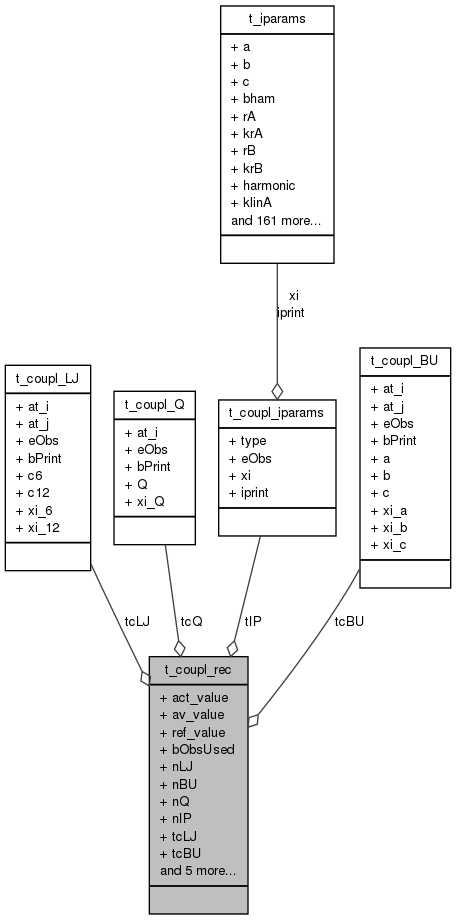 t_iparams
+ a
+ b
+ c
+ bham
+ rA
+ krA
+ rB
+ krB
+ harmonic
+ klinA
and 161 more...
xi
iprint
t_coupl_LJ
+ at_i
+ at_j
+ eObs
+ bPrint
+ c6
+ c12
+ xi_6
+ xi_12
t_coupl_Q
+ at_i
+ eObs
+ bPrint
+ Q
+ xi_Q
t_coupl_iparams
+ type
+ eObs
+ xi
+ iprint
t_coupl_BU
+ at_i
+ at_j
+ eObs
+ bPrint
+ a
+ b
+ c
+ xi_a
+ xi_b
+ xi_c
tcLJ
tcQ
tIP
tcBU
t_coupl_rec
+ act_value
+ av_value
+ ref_value
+ bObsUsed
+ nLJ
+ nBU
+ nQ
+ nIP
+ tcLJ
+ tcBU
and 5 more...